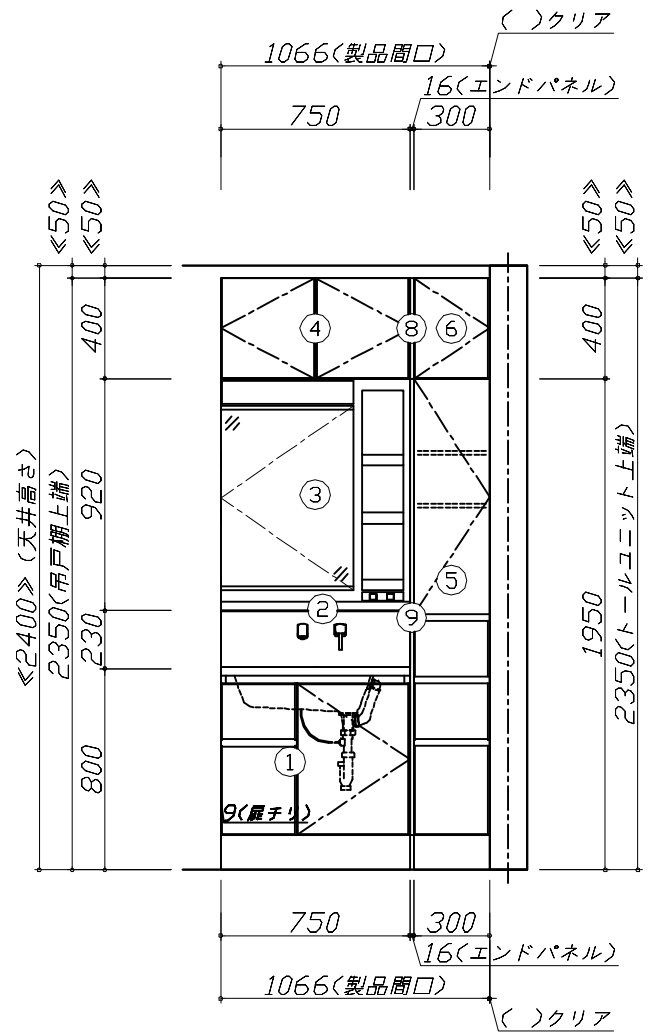 ( )クリア
1066(製品間口)
16(エンドパネル)
750
300
≪50≫
≪50≫
≪50≫
≪50≫
400
400
4
8
6
≪2400≫(天井高さ)
2350(吊戸棚上端)
920
3
5
2
9
230
1950
2350(トールユニット上端)
800
1
9(扉チリ)
750
300
16(エンドパネル)
1066(製品間口)
( )クリア